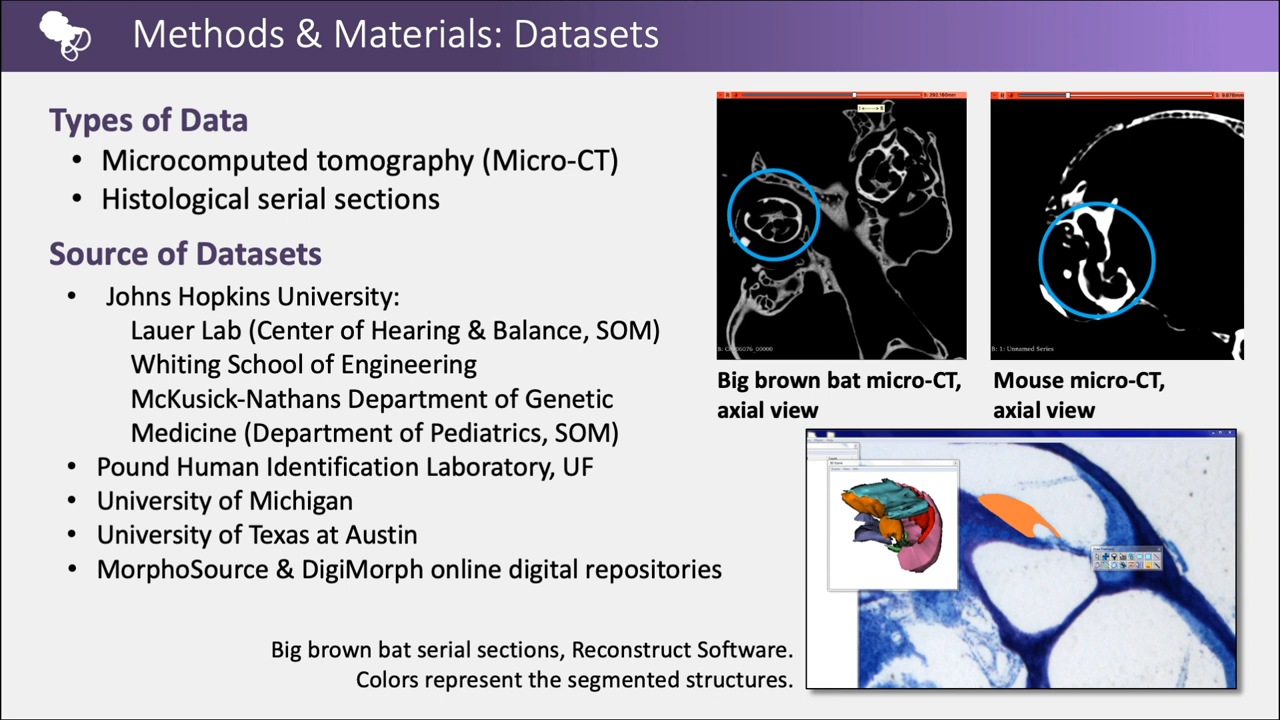 Methods & Materials: Datasets
Types of Data
• Microcomputed tomography (Micro-CT)
• Histological serial sections
Source of Datasets
• Johns Hopkins University:
Lauer Lab (Center of Hearing & Balance, SOM)
Whiting School of Engineering
McKusick-Nathans Department of Genetic
Medicine (Department of Pediatrics, SOM)
• Pound Human Identification Laboratory, UF
• University of Michigan
• University of Texas at Austin
• MorphoSource & DigiMorph online digital repositories
B: 1: Unnamed Series
Big brown bat micro-CT,
axial view
Mouse micro-CT,
axial view
Big brown bat serial sections, Reconstruct Software.
Colors represent the segmented structures.